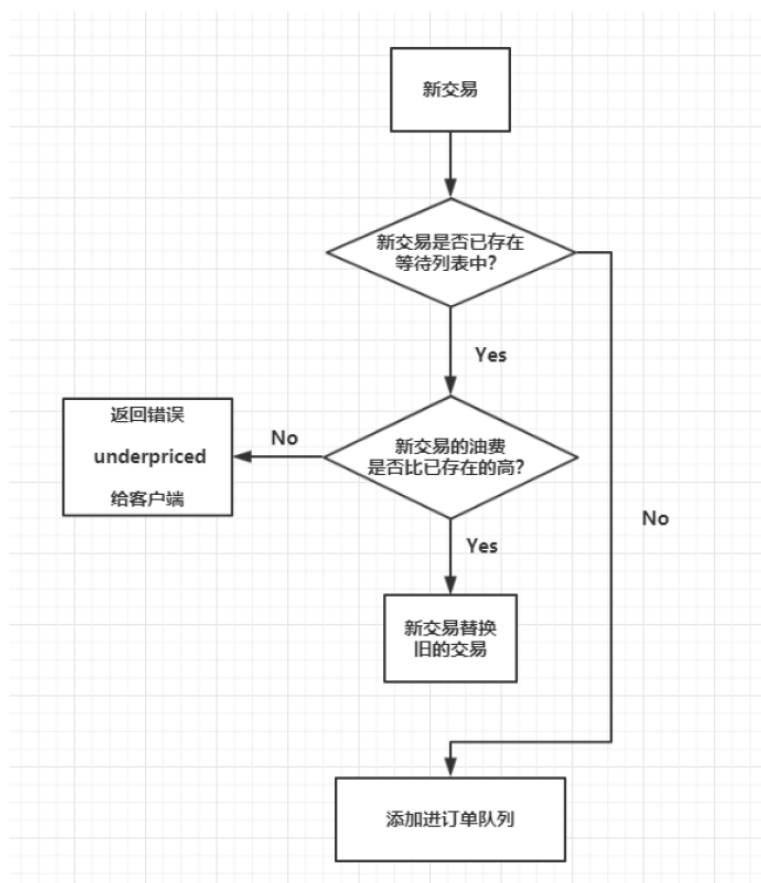 新交易
新交易是否已存在
等待列表中?
Yes
返回错误
underpriced
给客户端
No
新交易的油费
是否比已存在的高?
No
Yes
新交易替换
旧的交易
添加进订单队列